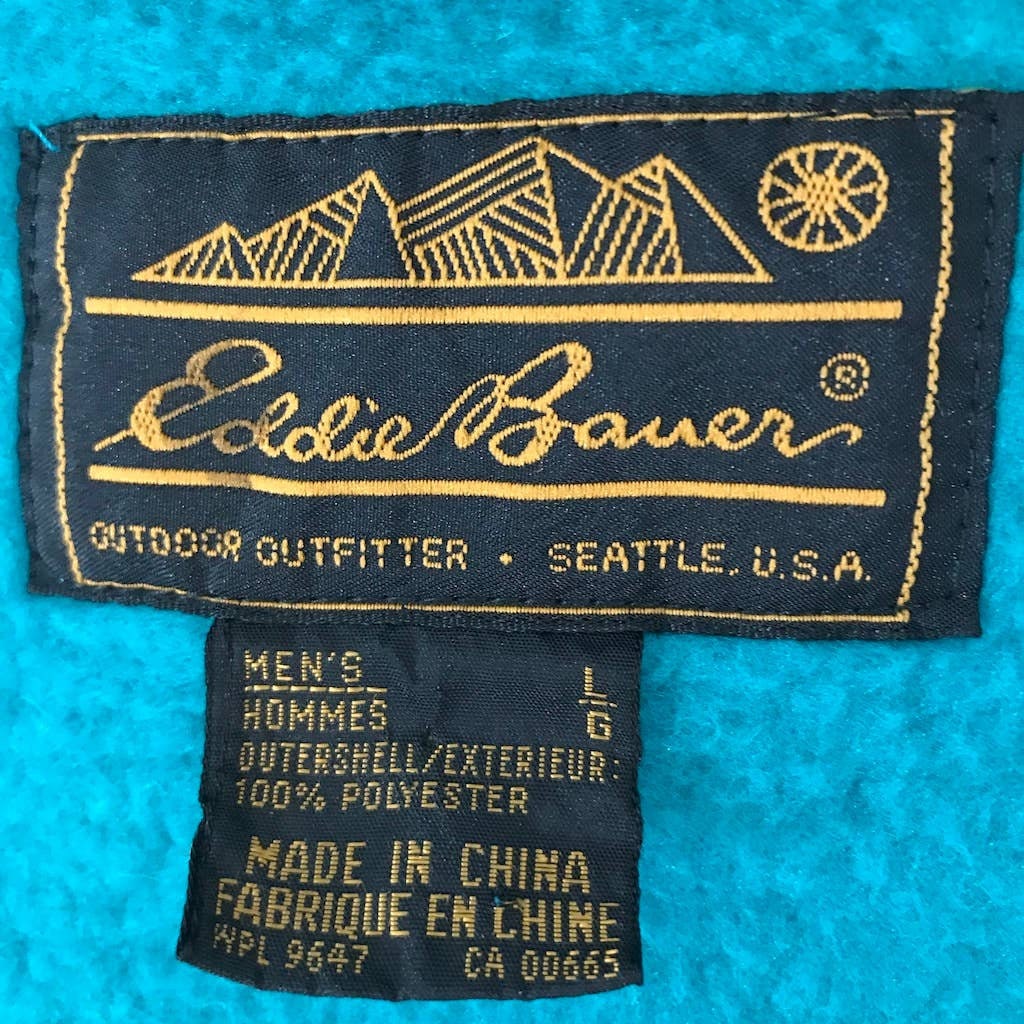 Eddie Bauer ®
OUTDOOR OUTFITTER • SEATTLE, U.S.A.
MEN'S L
HOMMES G
OUTERSHELL/EXTERIEUR:
100% POLYESTER
MADE IN CHINA
FABRIQUE EN CHINE
WPL 9647 CA 00665